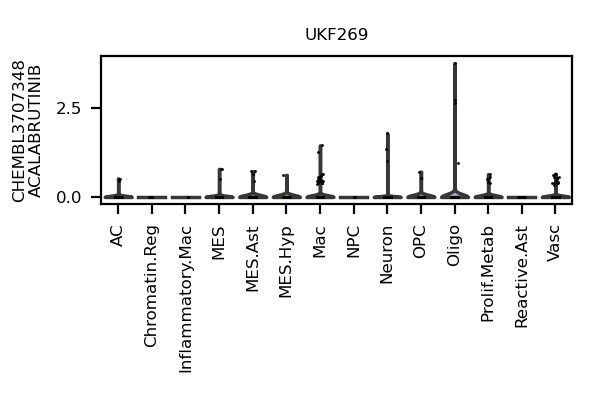 UKF269
CHEMBL3707348
ACALABRUTINIB
2.5
0.0
AC
Chromatin.Reg
Inflammatory.Mac
MES
MES.Ast
MES.Hyp
Mac
NPC
Neuron
OPC
Oligo
Prolif.Metab
Reactive.Ast
Vasc